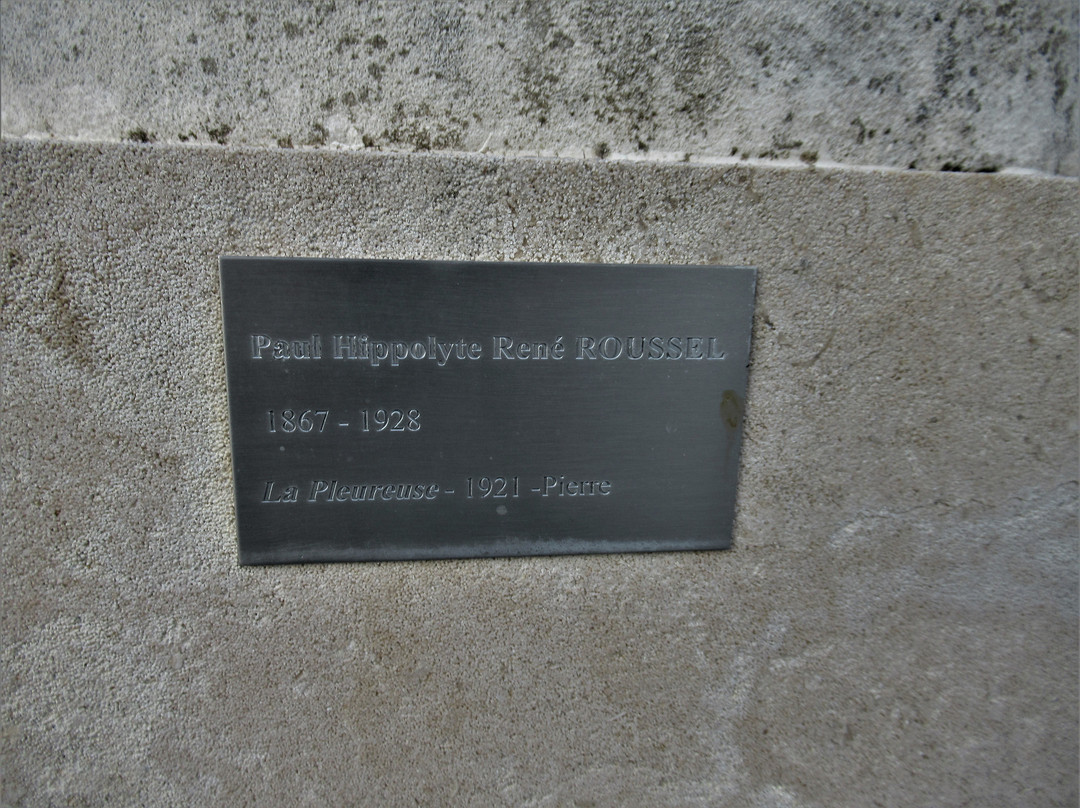 Paul Hippolyte René ROUSSEL
1867 - 1928
La Pleureuse - 1921 -Pierre